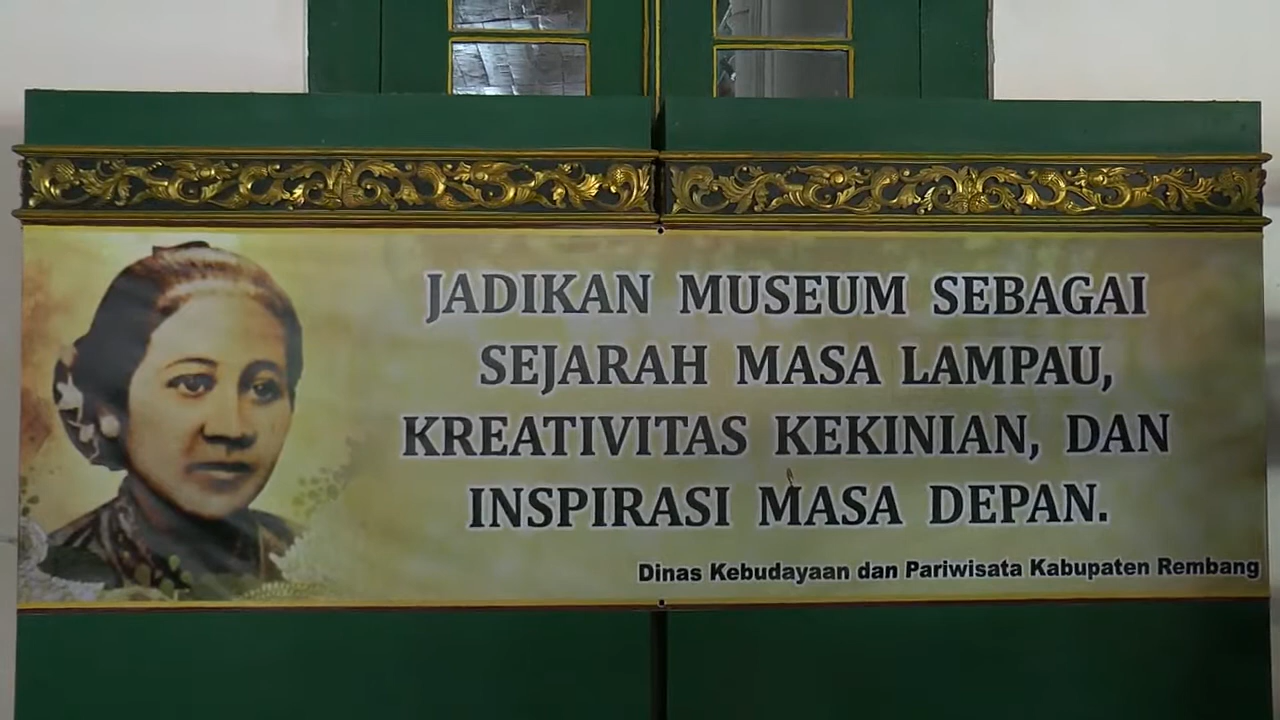 JADIKAN MUSEUM SEBAGAI
SEJARAH MASA LAMPAU,
KREATIVITAS KEKINIAN, DAN
INSPIRASI MASA DEPAN.
Dinas Kebudayaan dan Pariwisata Kabupaten Rembang